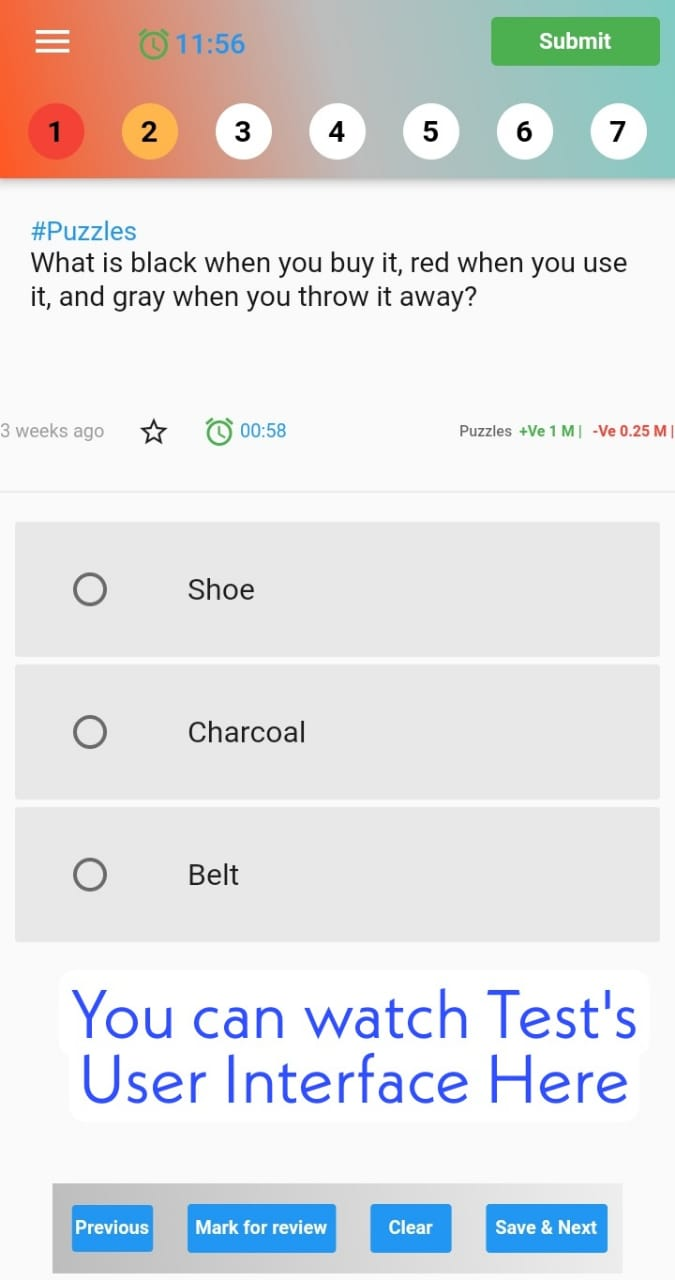 11:56
Submit
1 2 3 4 5 6 7
#Puzzles
What is black when you buy it, red when you use
it, and gray when you throw it away?
3 weeks ago 00:58 Puzzles +Ve 1 M | -Ve 0.25 M |
Shoe
Charcoal
Belt
You can watch Test's
User Interface Here
Previous Mark for review Clear Save & Next